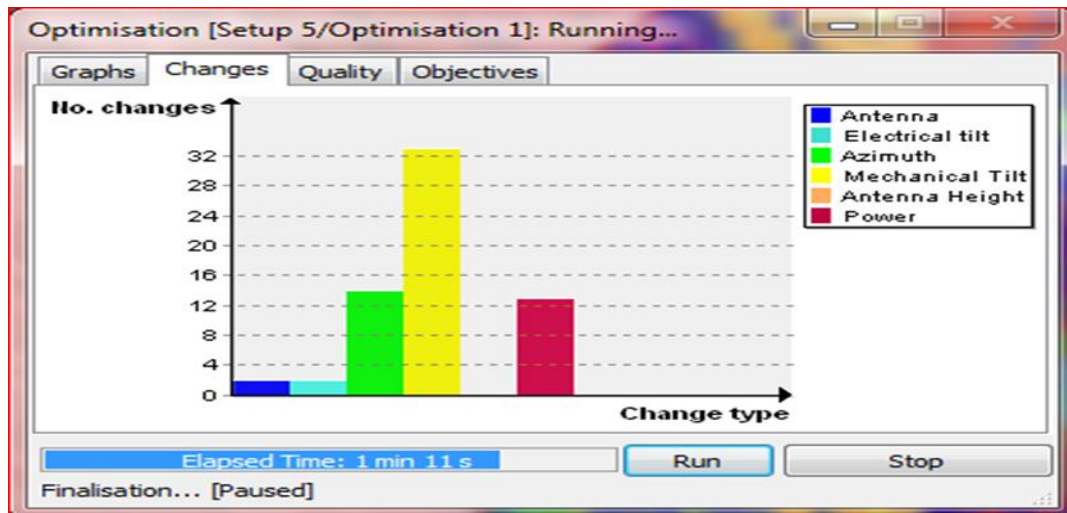 Optimisation [Setup 5/Optimisation 1]: Running...
Graphs Changes Quality Objectives
No. changes
32
28
24
20
16
12
8
4
0
Change type
Antenna
Electrical tilt
Azimuth
Mechanical Tilt
Antenna Height
Power
Elapsed Time: 1 min 11 s
Run
Stop
Finalisation... [Paused]